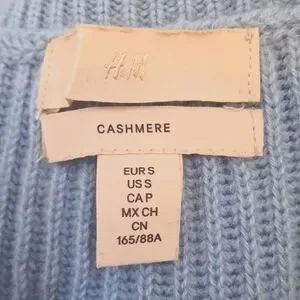 H&M
CASHMERE
EUR S
US S
CA P
MX CH
CN
165/88A